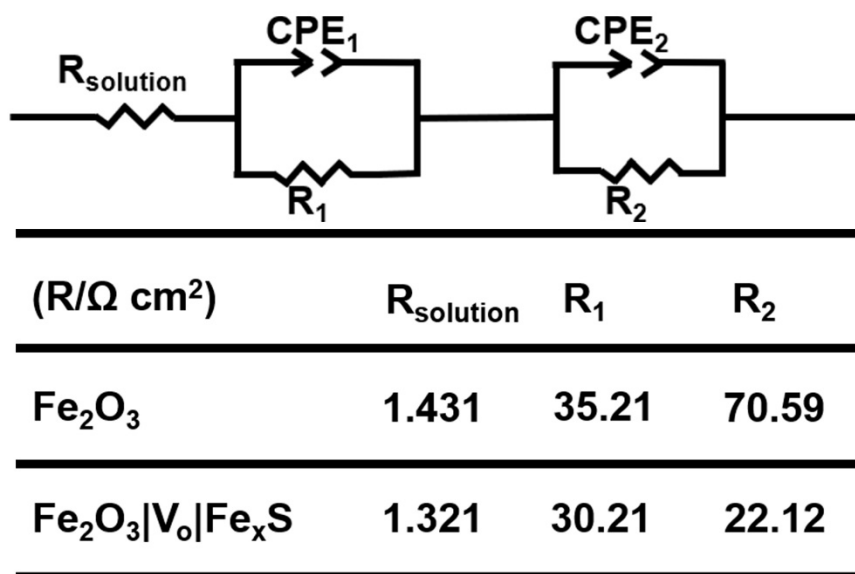 CPE₁ CPE₂
Rsolution
R₁ R₂
(R/Ω cm²) Rsolution R₁ R₂
Fe₂O₃ 1.431 35.21 70.59
Fe₂O₃|Vₒ|FeₓS 1.321 30.21 22.12